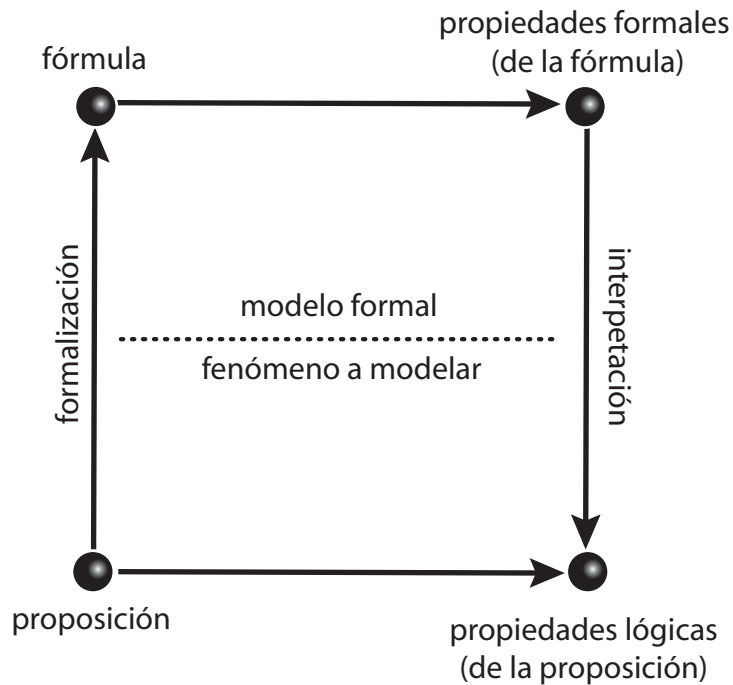 propiedades formales
(de la fórmula)
fórmula
formalización
modelo formal
fenómeno a modelar
interpetación
proposición
propiedades lógicas
(de la proposición)